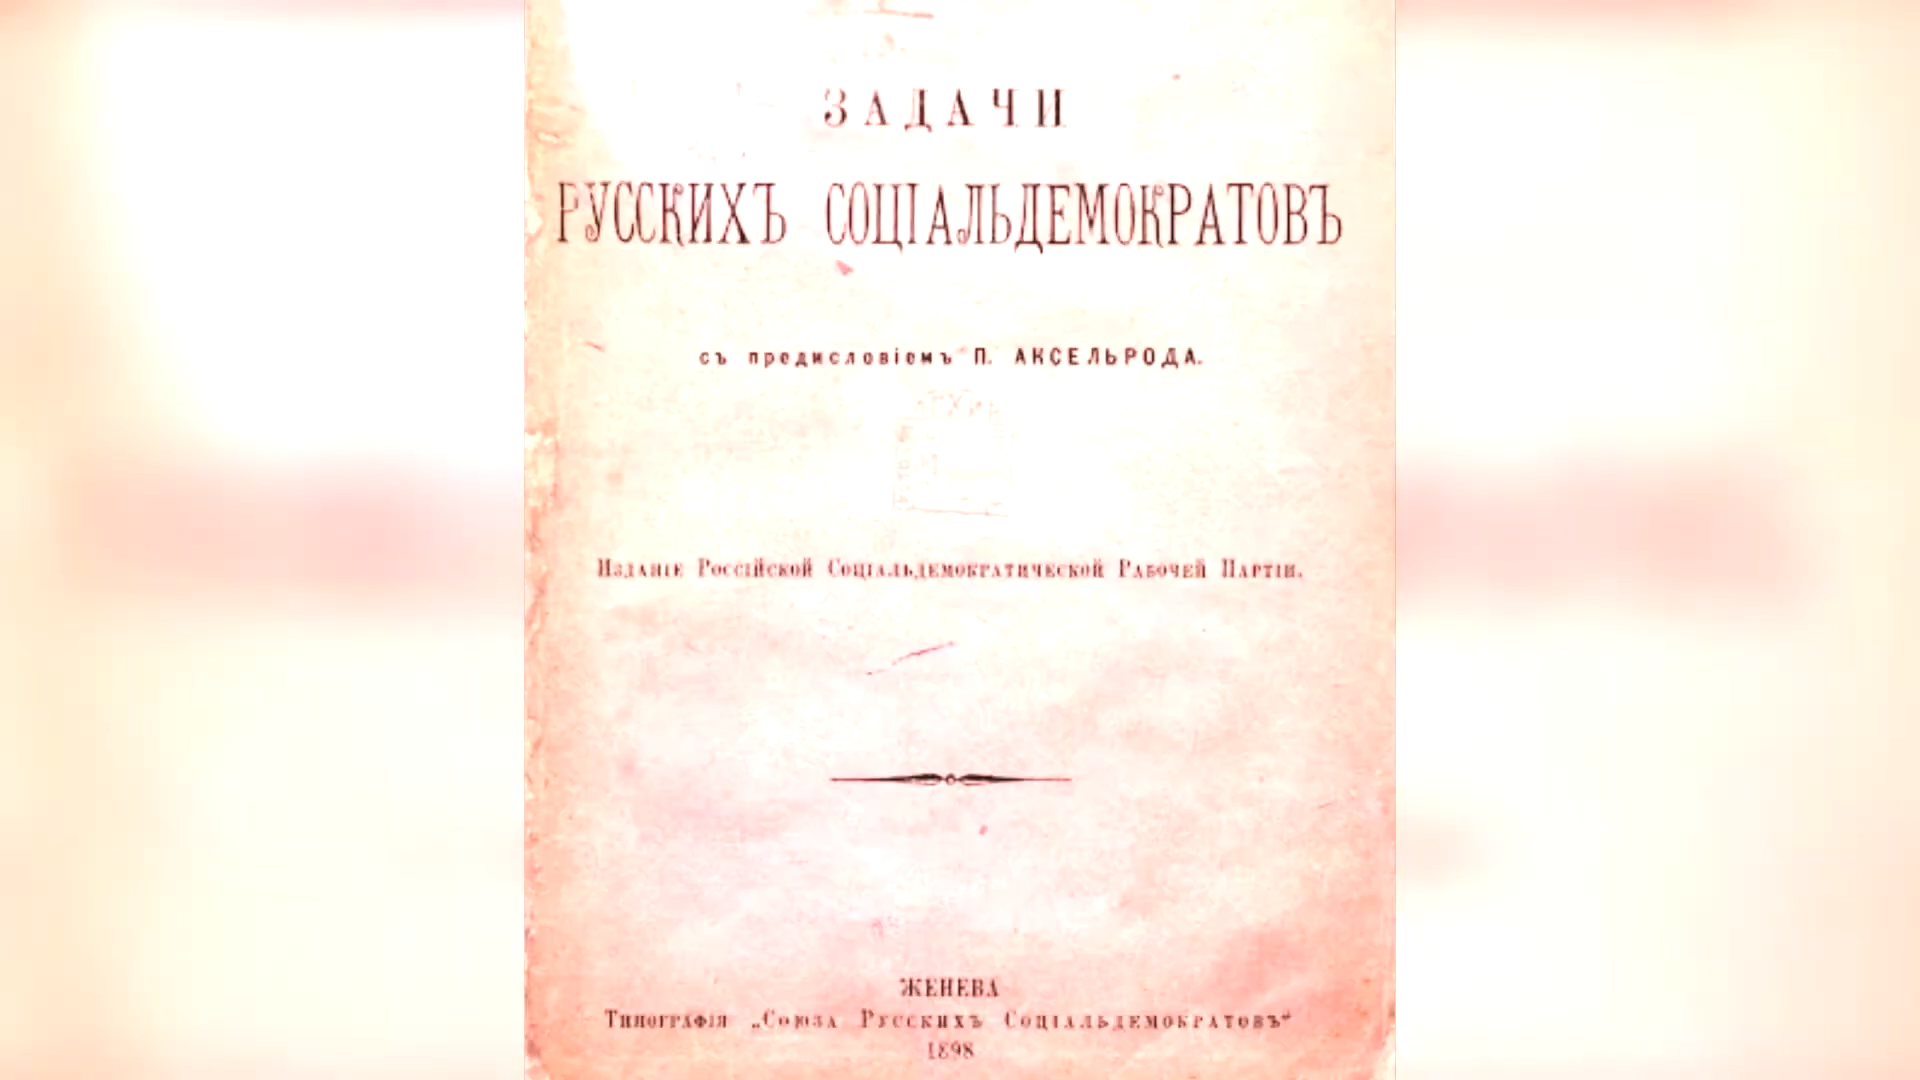 ЗАДАЧИ
РУССКИХЪ СОЦІАЛЬДЕМОКРАТОВЪ
съ предисловіемъ П. АКСЕЛЬРОДА.
Изданіе Россійской Соціальдемократической Рабочей Партіи.
ЖЕНЕВА
Типографія „Союза Русскихъ Соціальдемократовъ“
1898